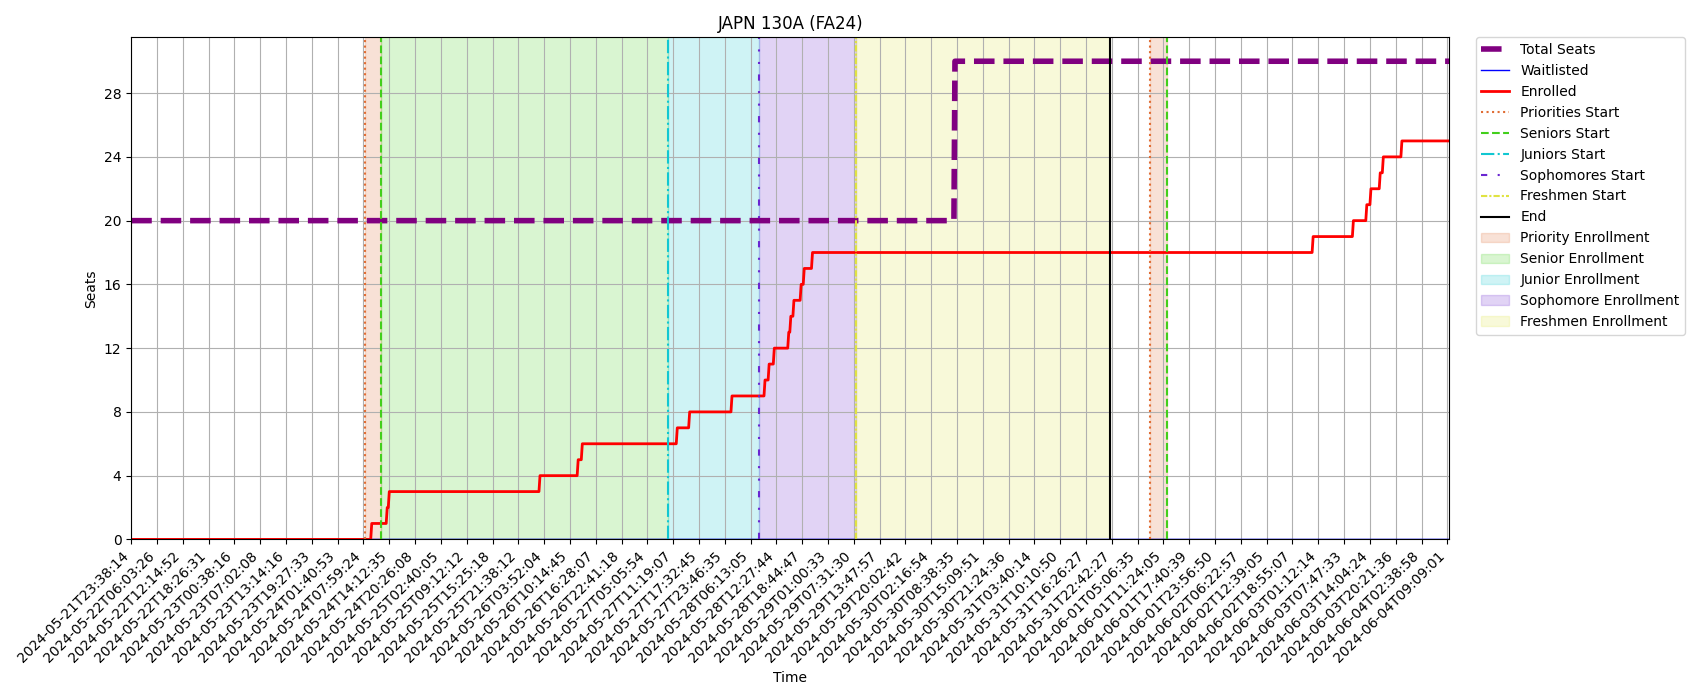 JAPN 130A (FA24)
Seats
28
24
20
16
12
8
4
0
2024-05-21T23:38:14
2024-05-22T06:03:26
2024-05-22T12:14:52
2024-05-22T18:26:31
2024-05-23T00:38:16
2024-05-23T07:02:08
2024-05-23T13:14:16
2024-05-23T19:27:33
2024-05-24T01:40:53
2024-05-24T07:59:24
2024-05-24T14:12:35
2024-05-24T20:26:08
2024-05-25T02:40:05
2024-05-25T09:12:12
2024-05-25T15:25:18
2024-05-25T21:38:12
2024-05-26T03:52:04
2024-05-26T10:14:45
2024-05-26T16:28:07
2024-05-26T22:41:18
2024-05-27T05:05:54
2024-05-27T11:19:07
2024-05-27T17:32:45
2024-05-27T23:46:35
2024-05-28T06:13:05
2024-05-28T12:27:44
2024-05-28T18:44:47
2024-05-29T01:00:33
2024-05-29T07:31:30
2024-05-29T13:47:57
2024-05-29T20:02:42
2024-05-30T02:16:54
2024-05-30T08:38:35
2024-05-30T15:09:51
2024-05-30T21:24:36
2024-05-31T03:40:14
2024-05-31T10:10:50
2024-05-31T16:26:27
2024-05-31T22:42:27
2024-06-01T05:06:35
2024-06-01T11:24:05
2024-06-01T17:40:39
2024-06-01T23:56:50
2024-06-02T06:22:57
2024-06-02T12:39:05
2024-06-02T18:55:07
2024-06-03T01:12:14
2024-06-03T07:47:33
2024-06-03T14:04:24
2024-06-03T20:21:36
2024-06-04T02:38:58
2024-06-04T09:09:01
Time
Total Seats
Waitlisted
Enrolled
Priorities Start
Seniors Start
Juniors Start
Sophomores Start
Freshmen Start
End
Priority Enrollment
Senior Enrollment
Junior Enrollment
Sophomore Enrollment
Freshmen Enrollment